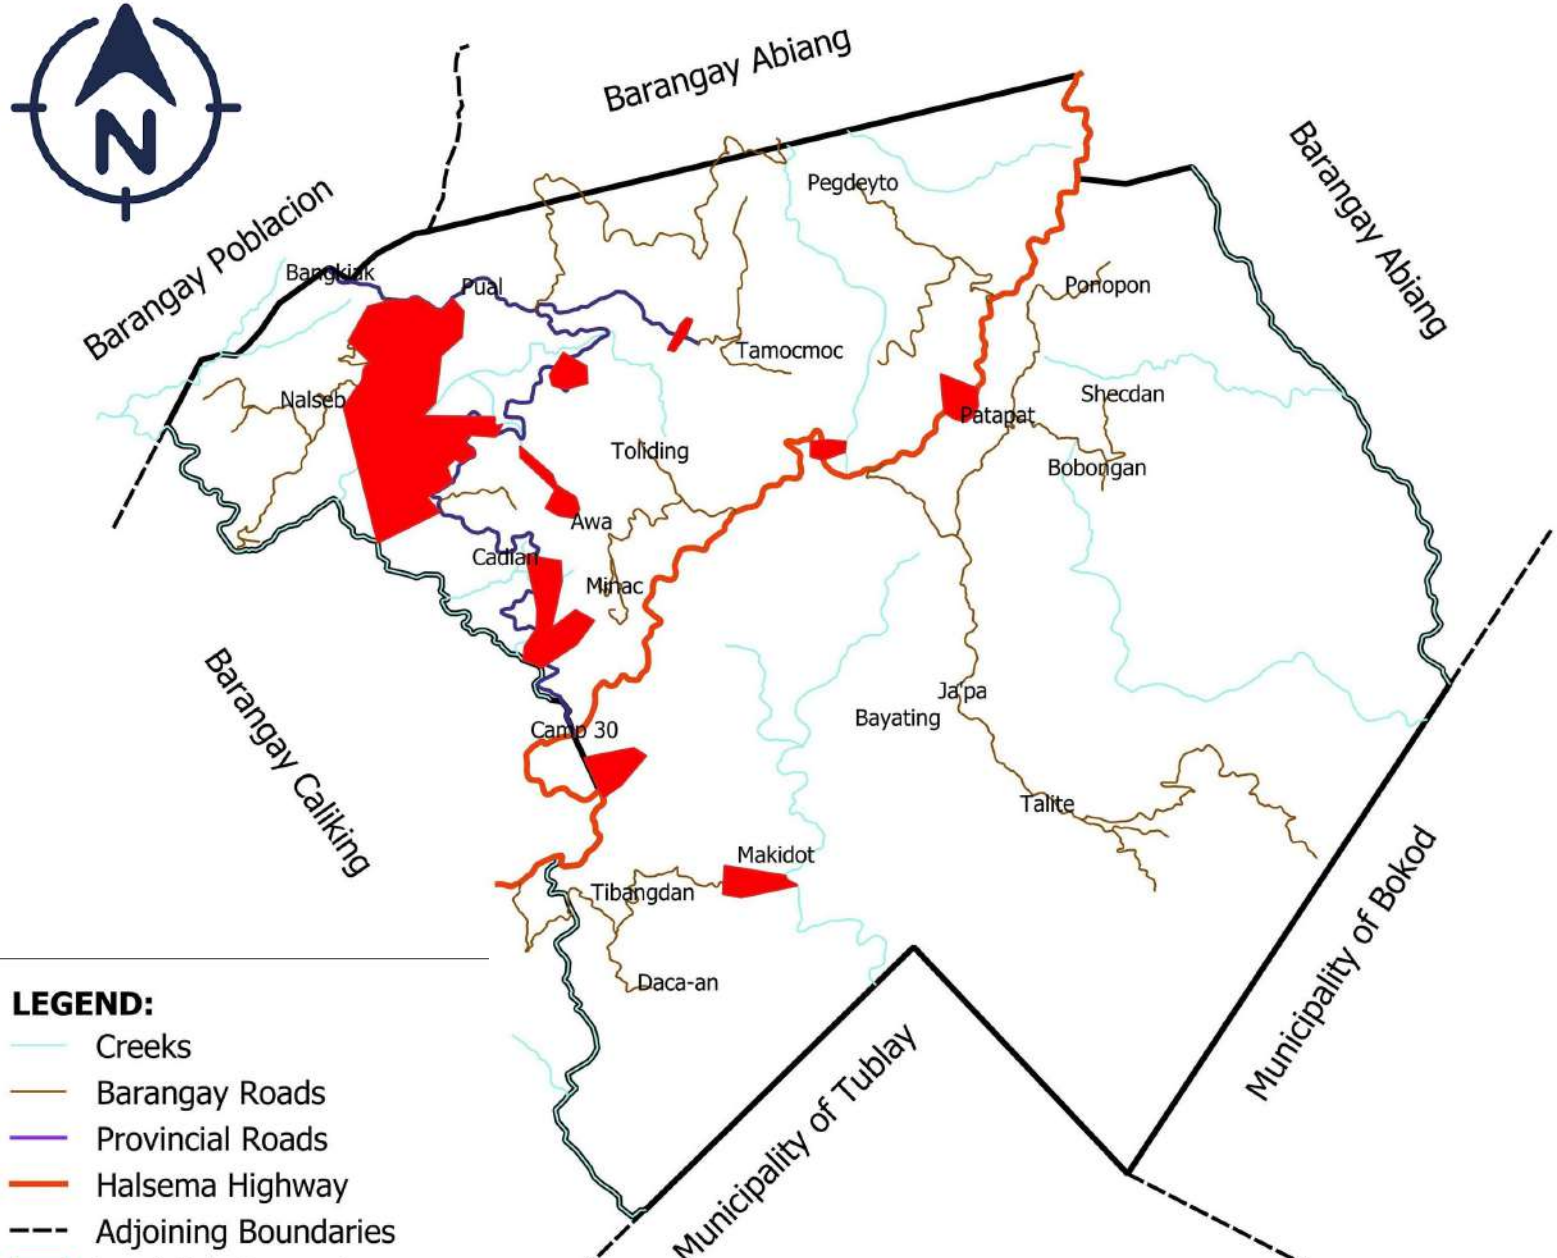 N
Barangay Abiang
Barangay Poblacion
Barangay Abiang
Pegdeyto
Bangkiak
Pual
Ponopon
Tamocmoc
Nalseb
Shecdan
Patapat
Toliding
Bobongan
Awa
Cadian
Minac
Barangay Caliking
Ja'pa
Bayating
Camp 30
Talite
Makidot
Tibangdan
Daca-an
Municipality of Bokod
Municipality of Tublay
LEGEND:
Creeks
Barangay Roads
Provincial Roads
Halsema Highway
Adjoining Boundaries